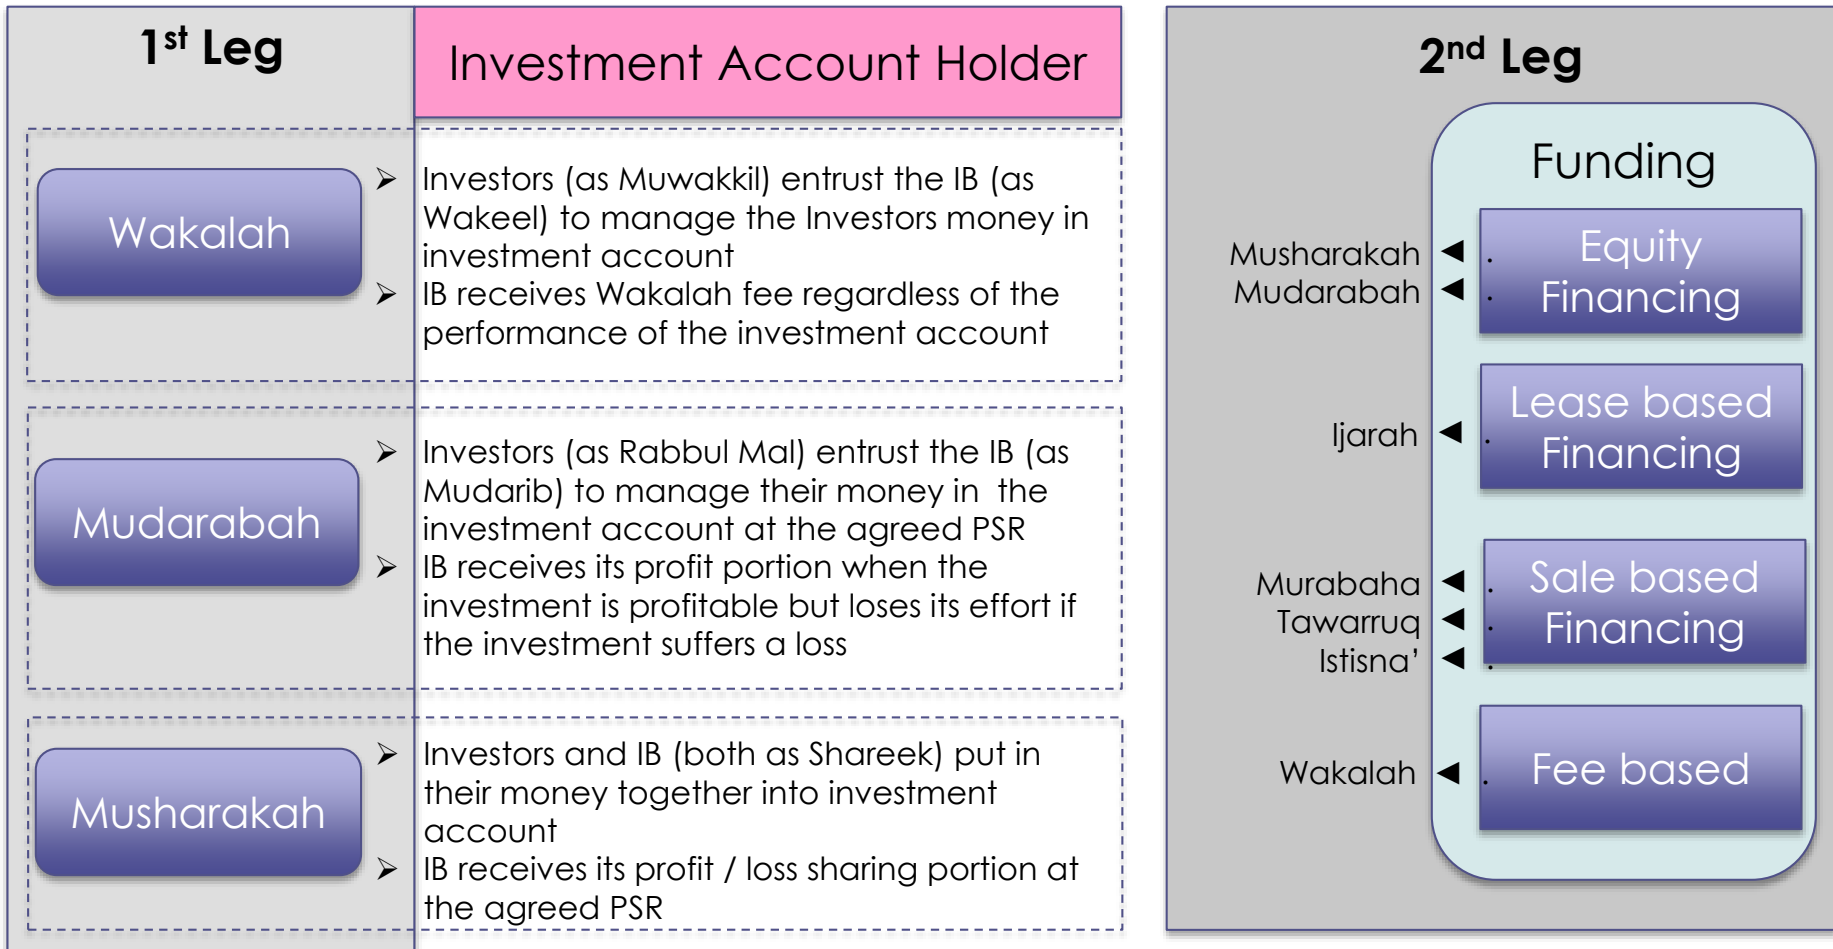 1st Leg
Investment Account Holder
Wakalah
➢ Investors (as Muwakkil) entrust the IB (as
Wakeel) to manage the Investors money in
investment account
➢ IB receives Wakalah fee regardless of the
performance of the investment account
Mudarabah
➢ Investors (as Rabbul Mal) entrust the IB (as
Mudarib) to manage their money in the
investment account at the agreed PSR
➢ IB receives its profit portion when the
investment is profitable but loses its effort if
the investment suffers a loss
Musharakah
➢ Investors and IB (both as Shareek) put in
their money together into investment
account
➢ IB receives its profit / loss sharing portion at
the agreed PSR
2nd Leg
Funding
Musharakah
Mudarabah
Equity
Financing
Ijarah
Lease based
Financing
Murabaha
Tawarruq
Istisna’
Sale based
Financing
Wakalah
Fee based